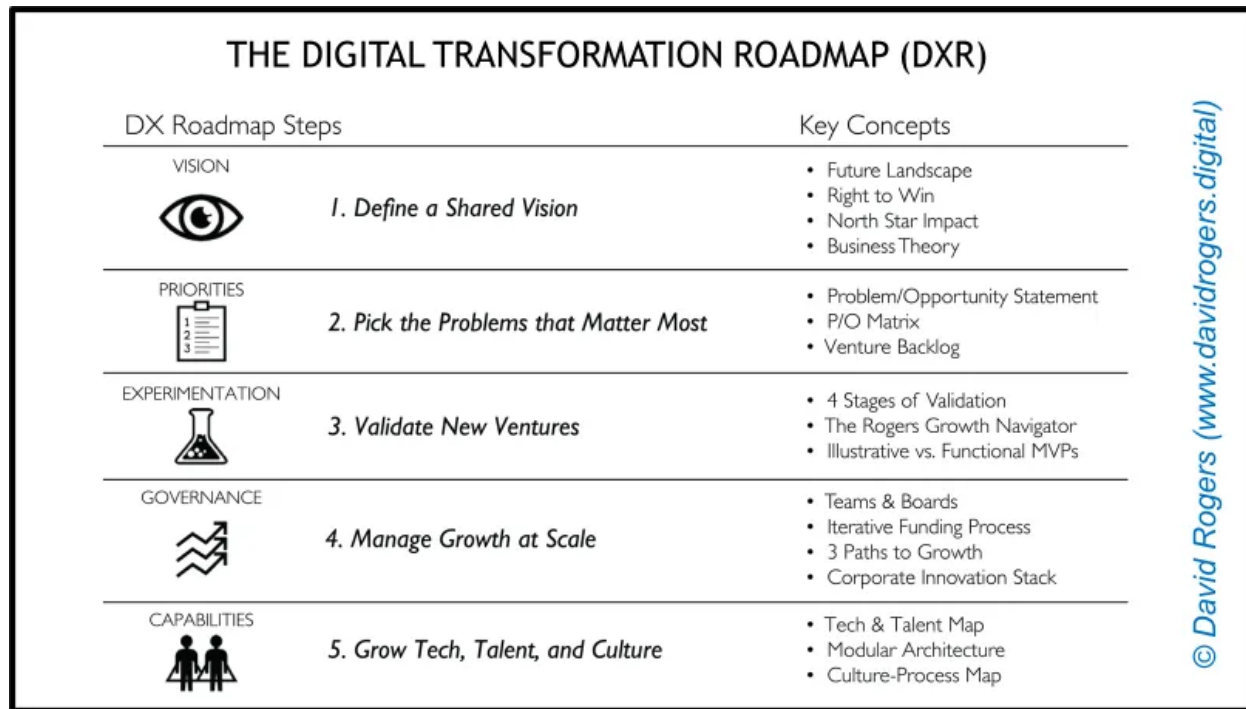 THE DIGITAL TRANSFORMATION ROADMAP (DXR)
DX Roadmap Steps
Key Concepts
VISION
1. Define a Shared Vision
• Future Landscape
• Right to Win
• North Star Impact
• Business Theory
PRIORITIES
1
2
3
2. Pick the Problems that Matter Most
• Problem/Opportunity Statement
• P/O Matrix
• Venture Backlog
EXPERIMENTATION
3. Validate New Ventures
• 4 Stages of Validation
• The Rogers Growth Navigator
• Illustrative vs. Functional MVPs
GOVERNANCE
4. Manage Growth at Scale
• Teams & Boards
• Iterative Funding Process
• 3 Paths to Growth
• Corporate Innovation Stack
CAPABILITIES
5. Grow Tech, Talent, and Culture
• Tech & Talent Map
• Modular Architecture
• Culture-Process Map
© David Rogers (www.davidrogers.digital)